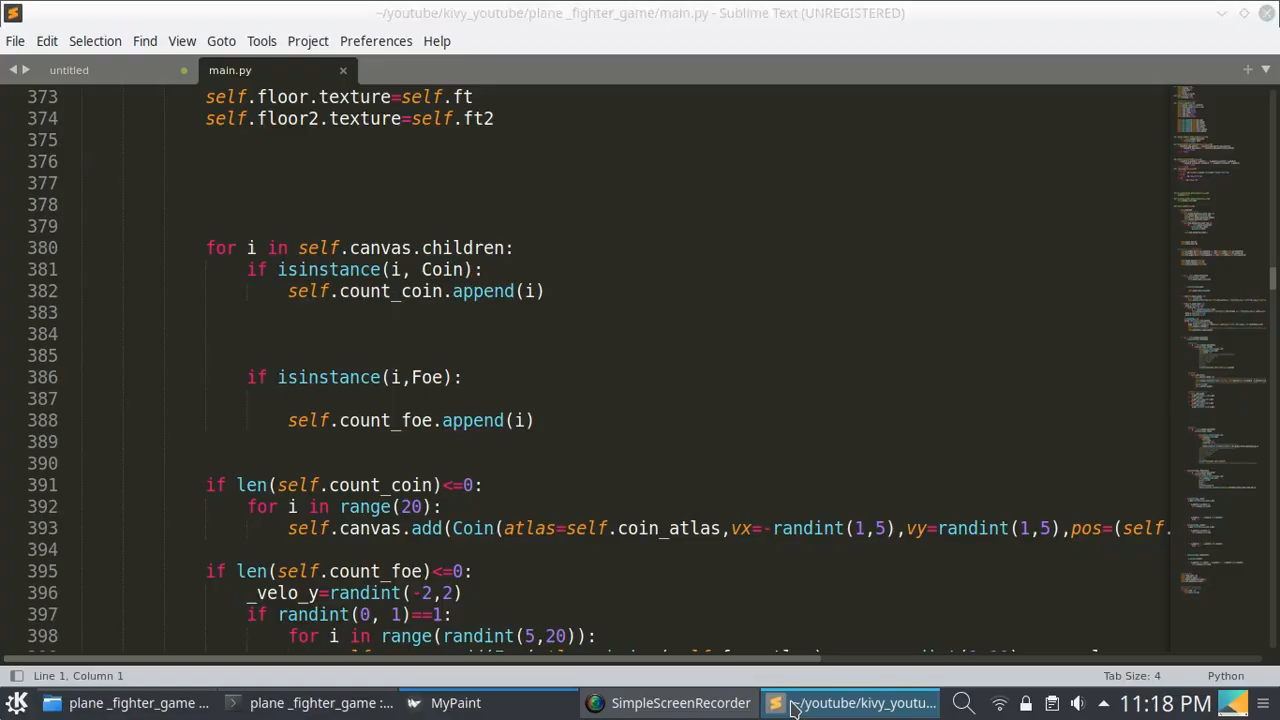 ~/youtube/kivy_youtube/plane _fighter_game/main.py - Sublime Text (UNREGISTERED)
File Edit Selection Find View Goto Tools Project Preferences Help
untitled main.py
373 self.floor.texture=self.ft
374 self.floor2.texture=self.ft2
375
376
377
378
379
380 for i in self.canvas.children:
381 if isinstance(i, Coin):
382 self.count_coin.append(i)
383
384
385
386 if isinstance(i,Foe):
387
388 self.count_foe.append(i)
389
390
391 if len(self.count_coin)<=0:
392 for i in range(20):
393 self.canvas.add(Coin(atlas=self.coin_atlas,vx=-randint(1,5),vy=randint(1,5),pos=(self.
394
395 if len(self.count_foe)<=0:
396 _velo_y=randint(-2,2)
397 if randint(0, 1)==1:
398 for i in range(randint(5,20)):
Line 1, Column 1 Tab Size: 4 Python
plane _fighter_game ... plane _fighter_game : ... MyPaint SimpleScreenRecorder ~/youtube/kivy_youtu... 11:18 PM